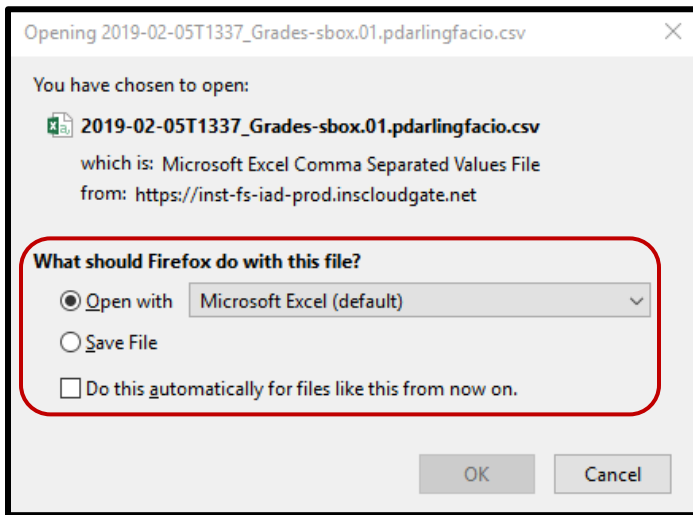 Opening 2019-02-05T1337_Grades-sbox.01.pdarlingfacio.csv
You have chosen to open:
2019-02-05T1337_Grades-sbox.01.pdarlingfacio.csv
which is: Microsoft Excel Comma Separated Values File
from: https://inst-fs-iad-prod.inscloudgate.net
What should Firefox do with this file?
Open with Microsoft Excel (default)
Save File
Do this automatically for files like this from now on.
OK Cancel